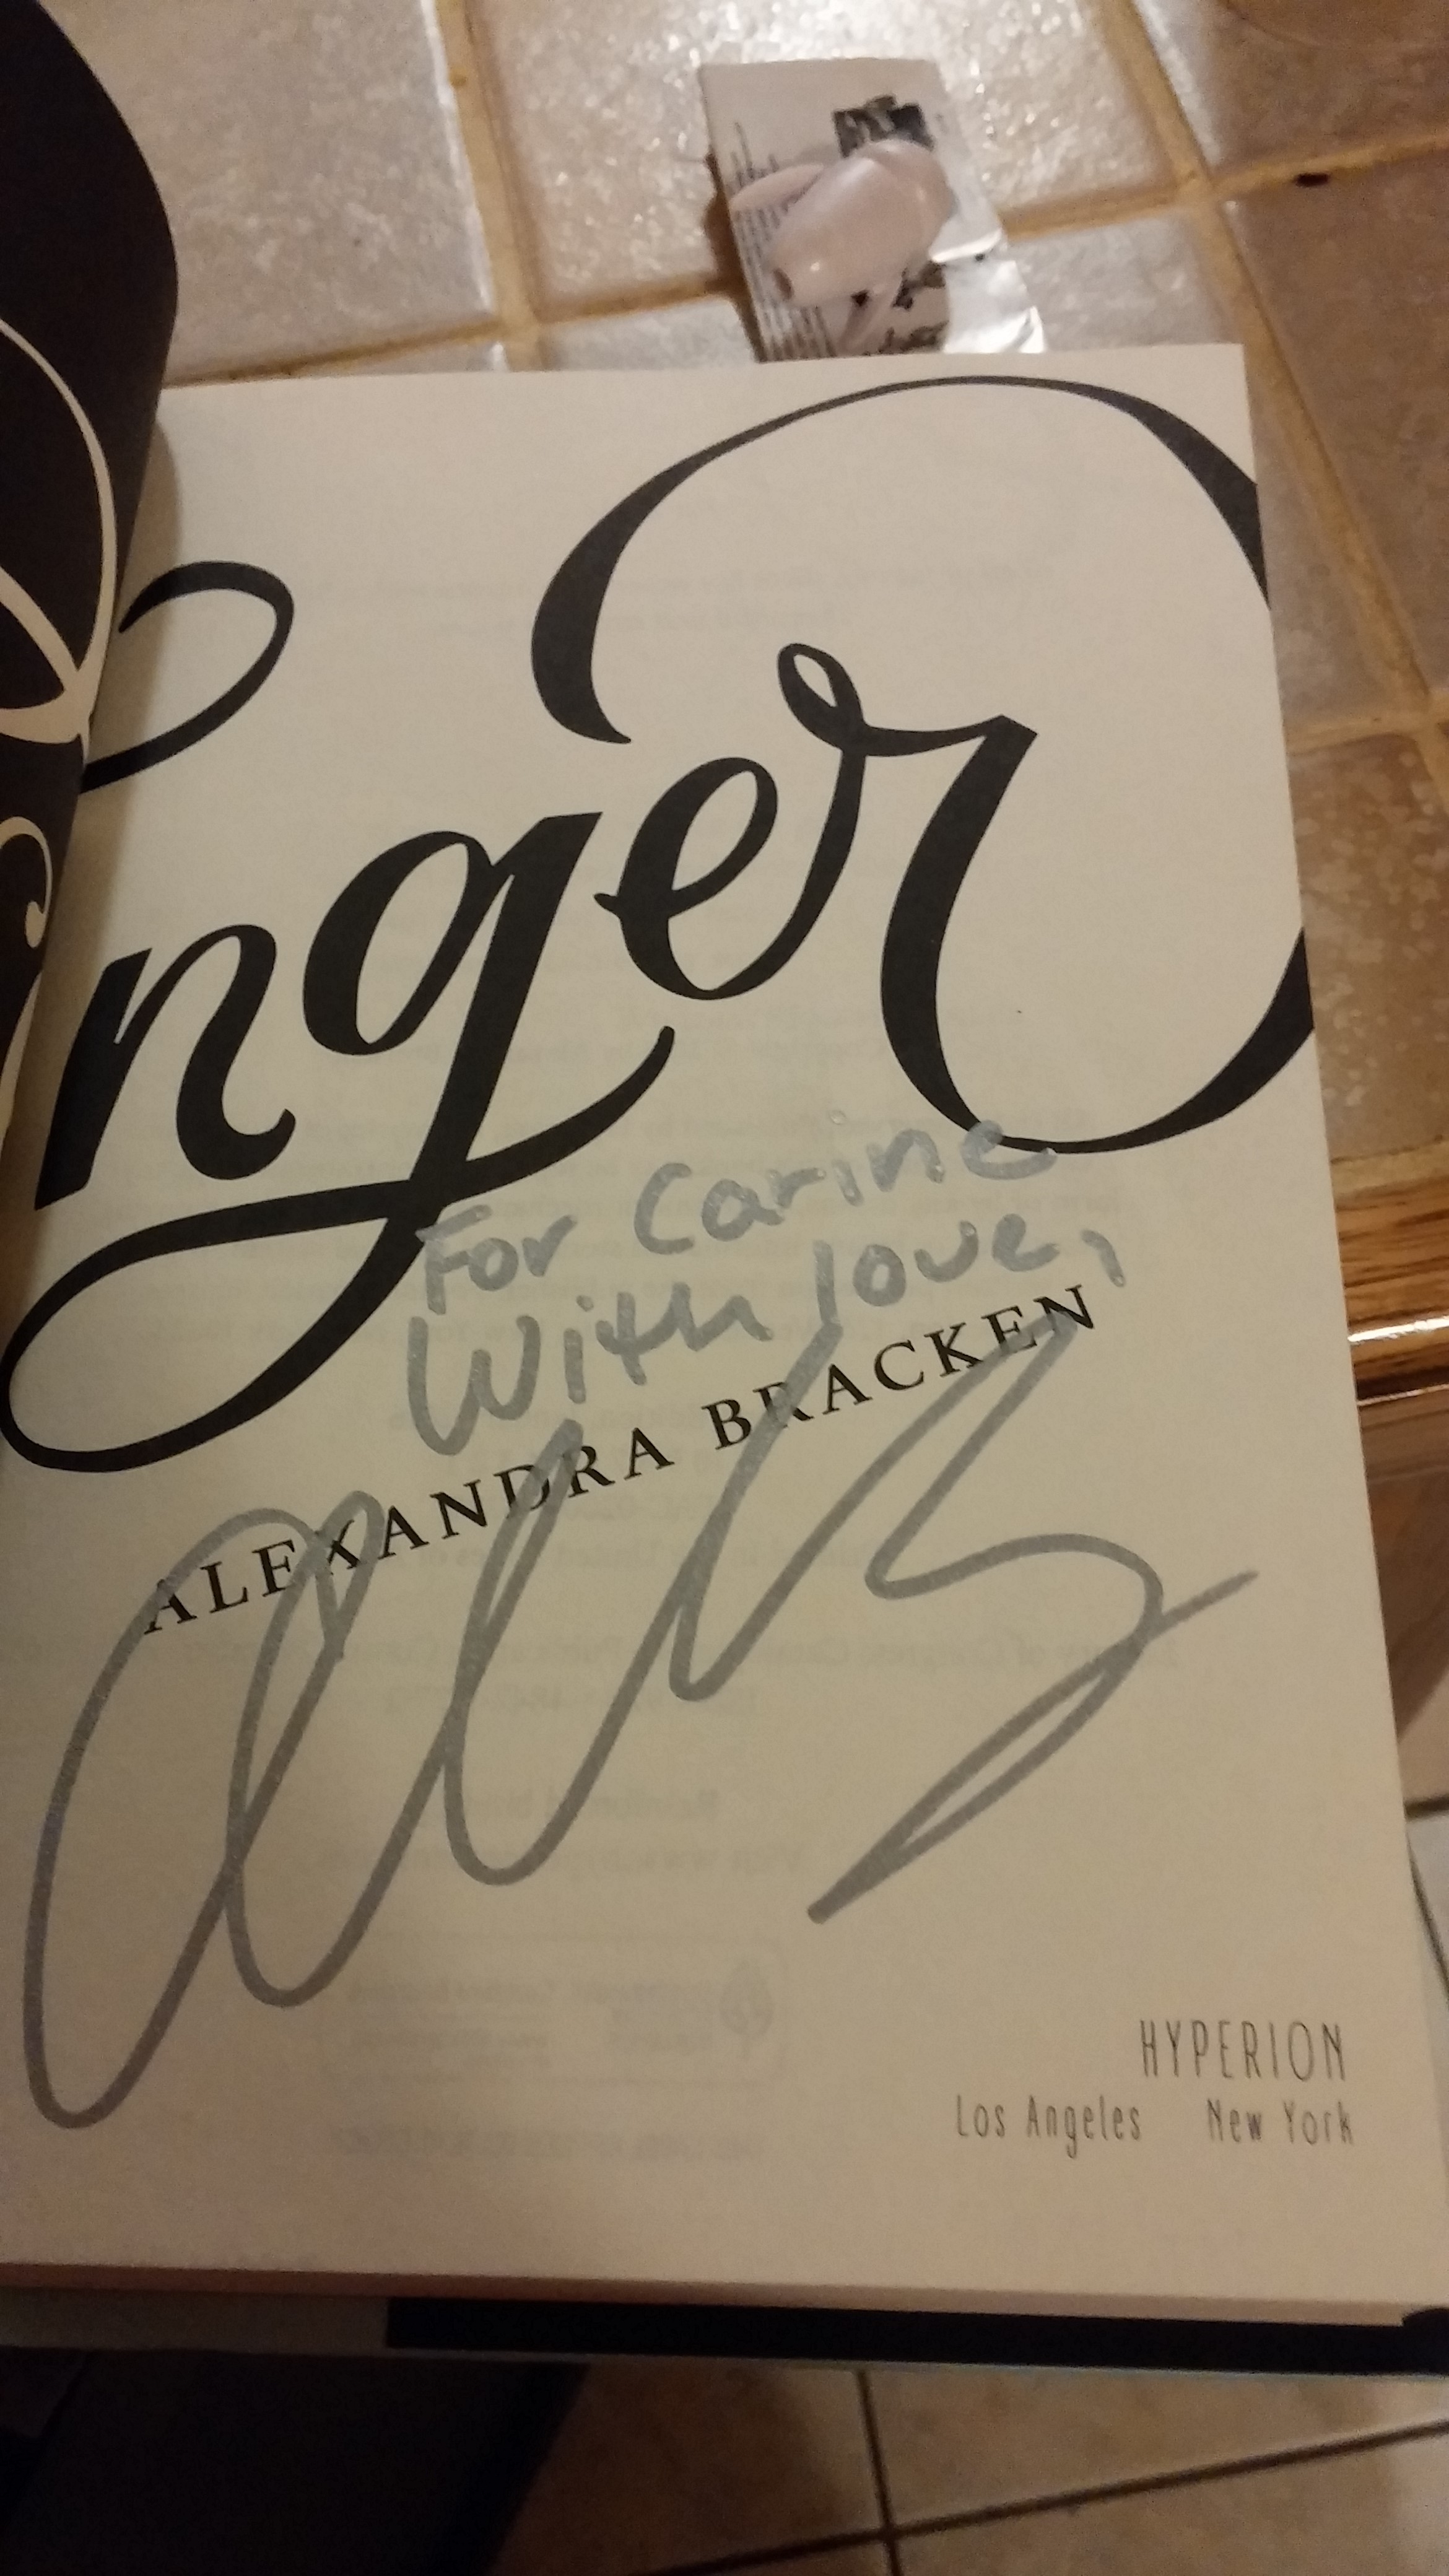 nger
For Carine
With love,
ALEXANDRA BRACKEN
HYPERION
Los Angeles New York